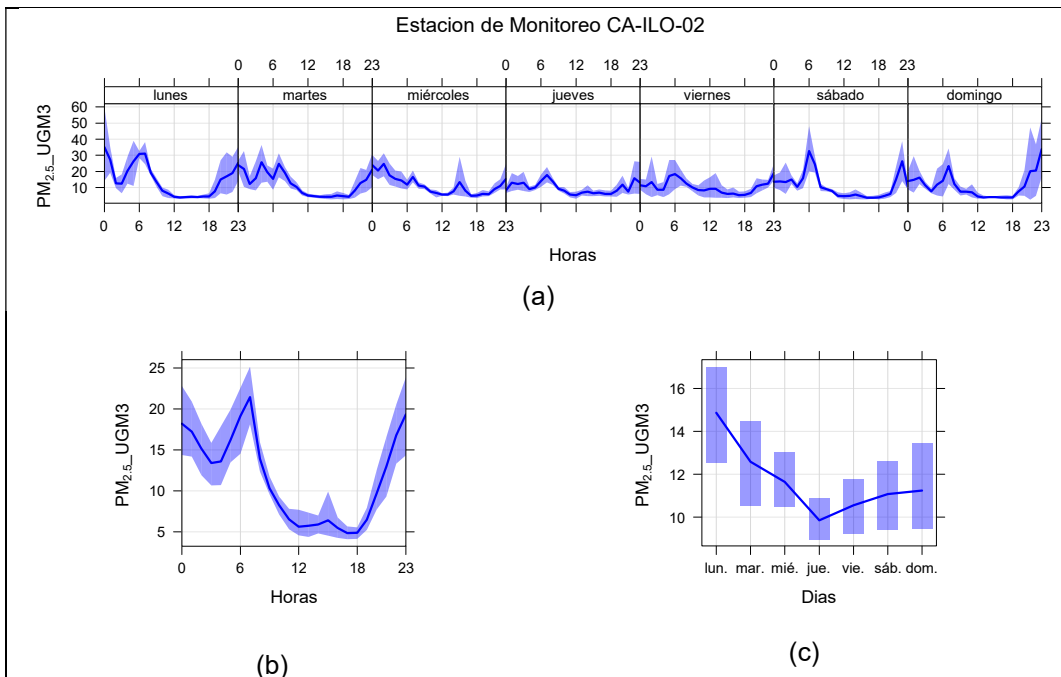 Estacion de Monitoreo CA-ILO-02
0 6 12 18 23 0 6 12 18 23 0 6 12 18 23
lunes martes miércoles jueves viernes sábado domingo
60
50
40
30
20
10
PM2.5_UGM3
0 6 12 18 23 0 6 12 18 23 0 6 12 18 23 0 6 12 18 23
Horas
(a)
25
20
15
10
5
PM2.5_UGM3
0 6 12 18 23
Horas
(b)
16
14
12
10
PM2.5_UGM3
lun. mar. mié. jue. vie. sáb. dom.
Dias
(c)